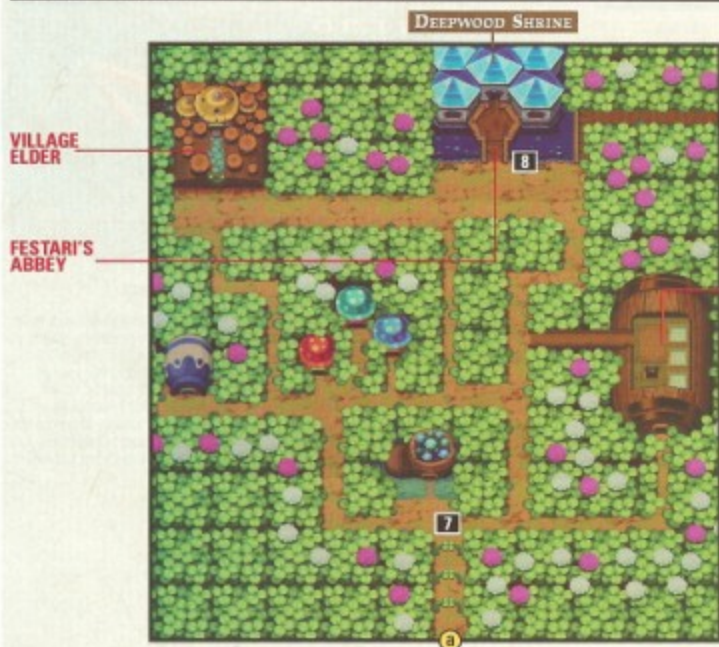 DEEPWOOD SHRINE
VILLAGE
ELDER
8
FESTARI'S
ABBEY
7
a